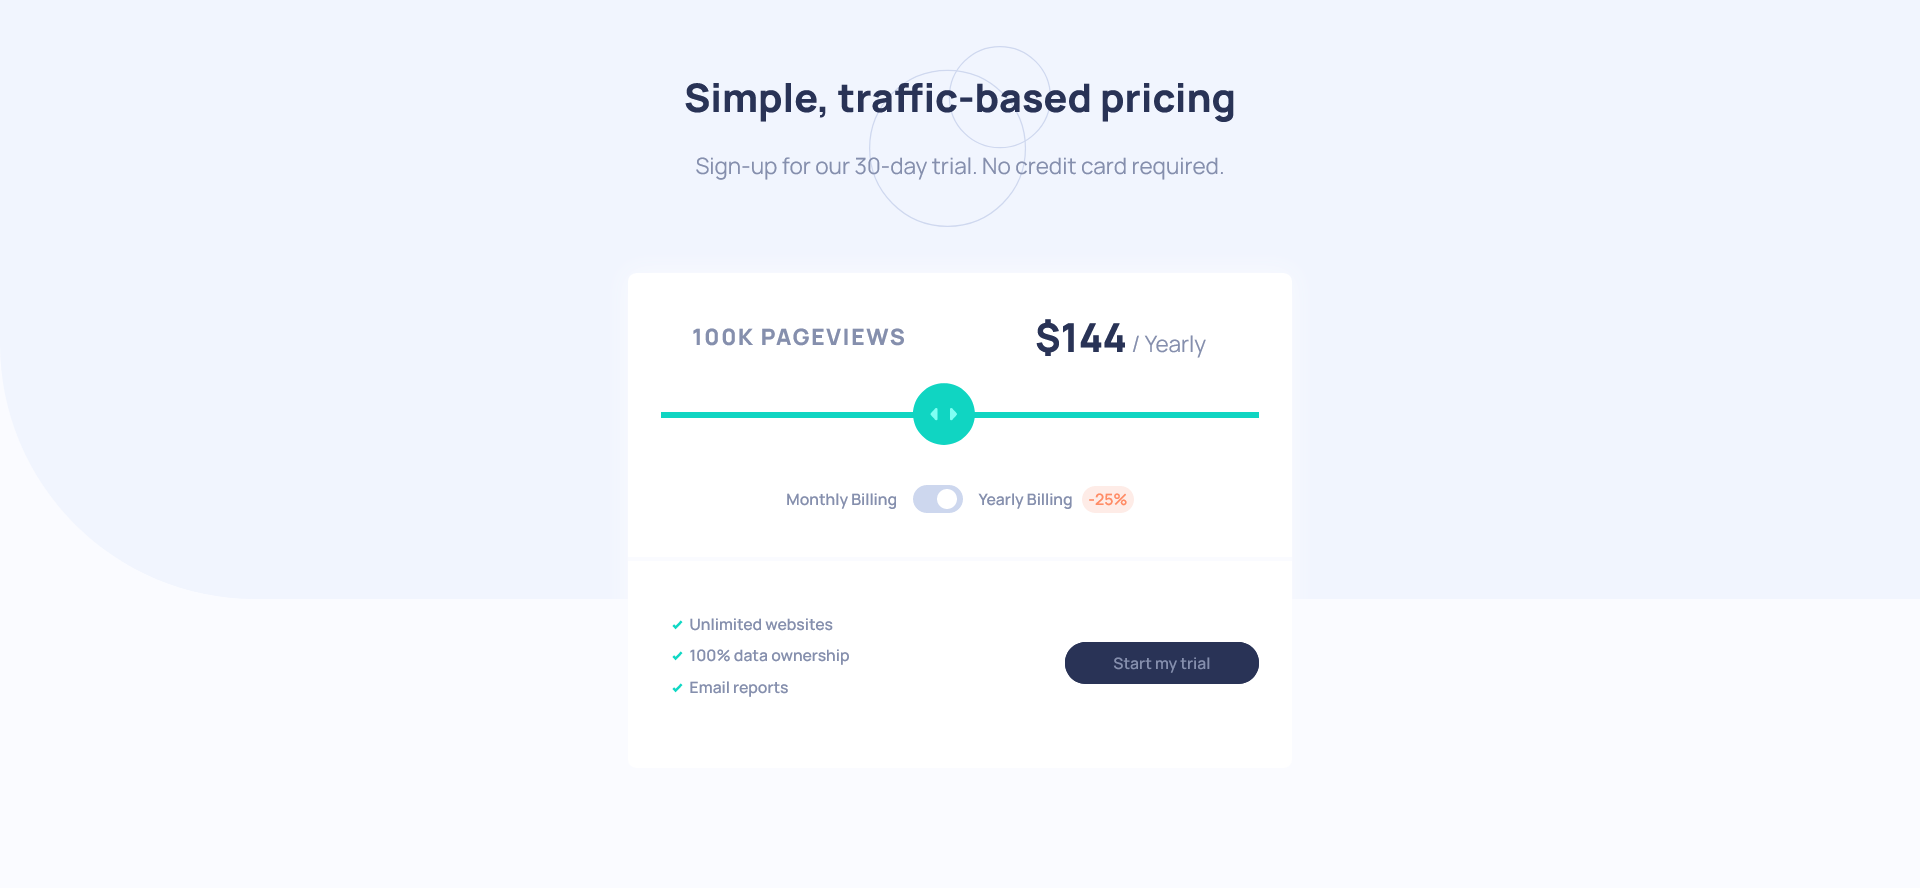 Simple, traffic-based pricing
Sign-up for our 30-day trial. No credit card required.
100K PAGEVIEWS
$144 / Yearly
Monthly Billing
Yearly Billing
-25%
Unlimited websites
100% data ownership
Email reports
Start my trial